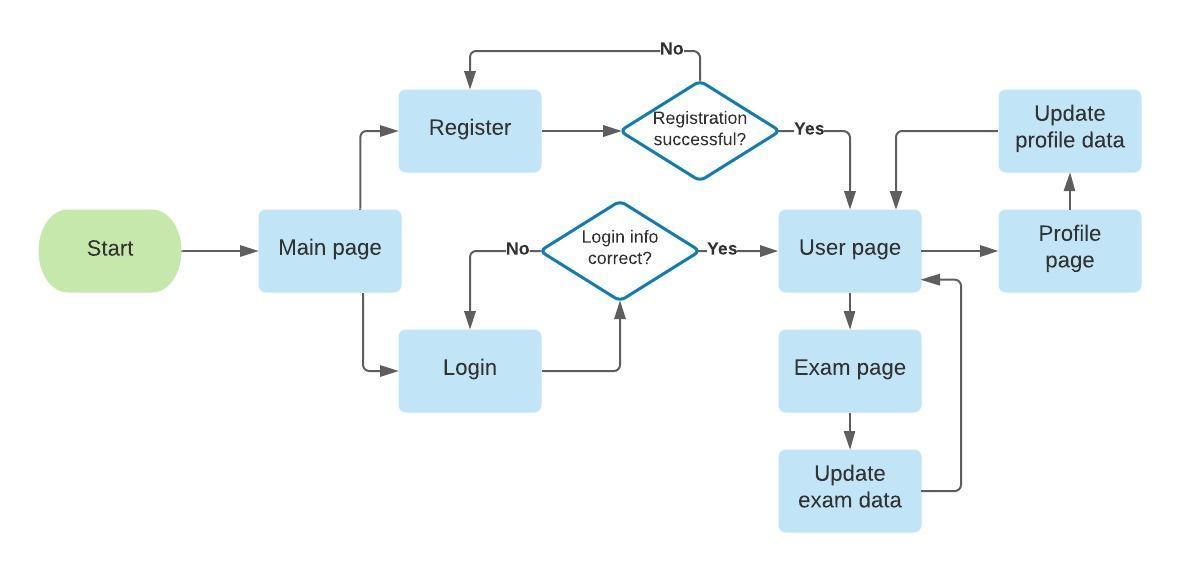 No
Register
Registration
successful?
Yes
Update
profile data
Start
Main page
No
Login info
correct?
Yes
User page
Profile
page
Login
Exam page
Update
exam data